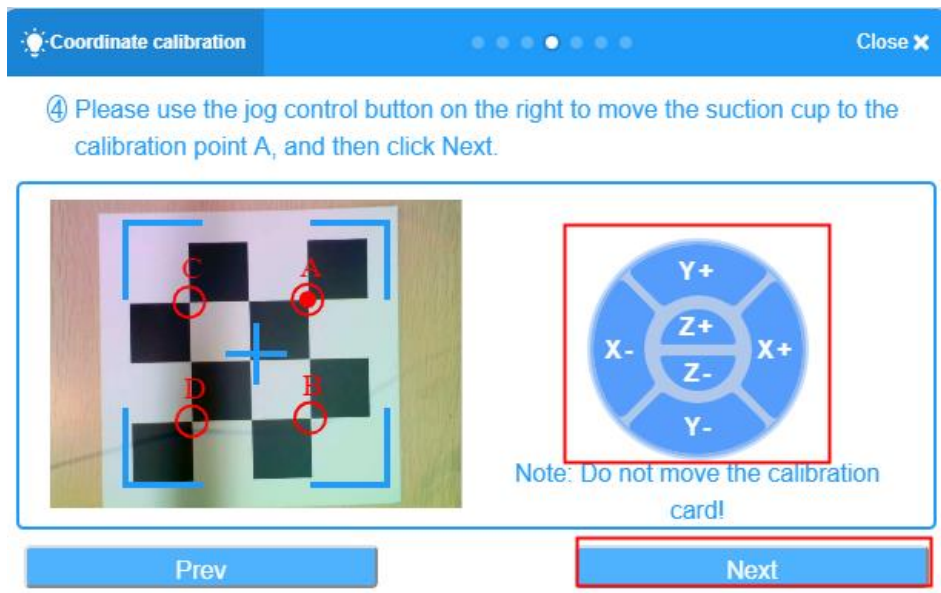 Coordinate calibration
Close ×
④ Please use the jog control button on the right to move the suction cup to the
calibration point A, and then click Next.
C
A
D
B
Y+
Z+
X-
X+
Z-
Y-
Note: Do not move the calibration
card!
Prev
Next